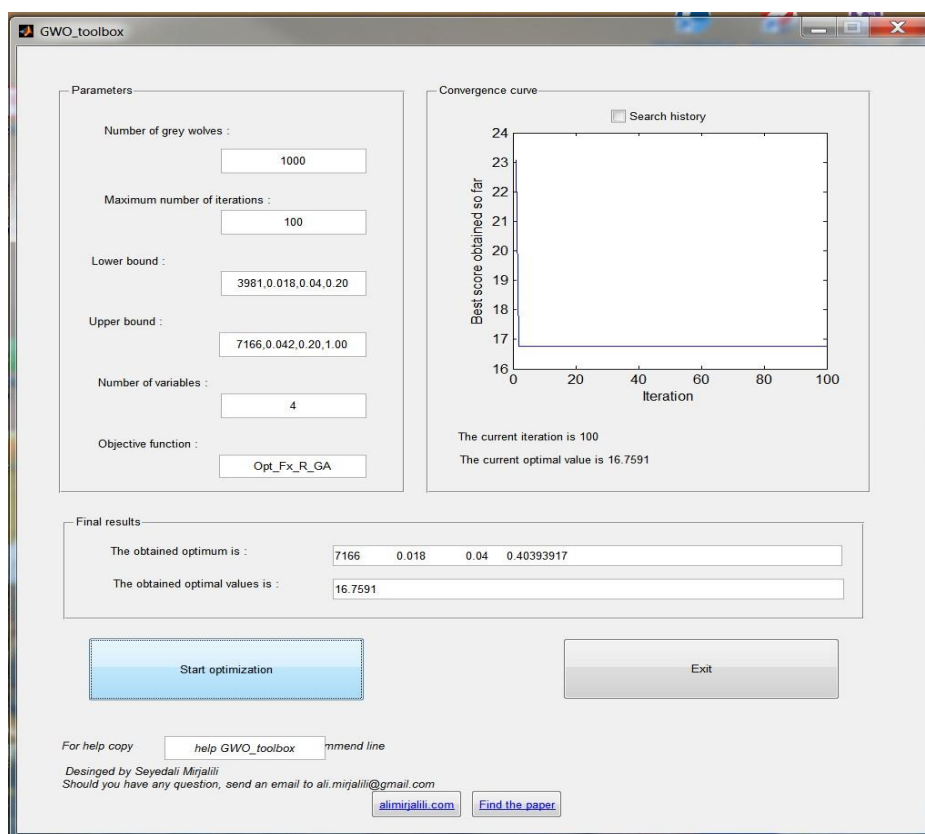 GWO_toolbox
Parameters
Number of grey wolves :
1000
Maximum number of iterations :
100
Lower bound :
3981,0.018,0.04,0.20
Upper bound :
7166,0.042,0.20,1.00
Number of variables :
4
Objective function :
Opt_Fx_R_GA
Convergence curve
Search history
Best score obtained so far
24
23
22
21
20
19
18
17
16
0 20 40 60 80 100
Iteration
The current iteration is 100
The current optimal value is 16.7591
Final results
The obtained optimum is :
7166 0.018 0.04 0.40393917
The obtained optimal values is :
16.7591
Start optimization
Exit
For help copy help GWO_toolbox mmend line
Desinged by Seyedali Mirjalili
Should you have any question, send an email to ali.mirjalili@gmail.com
alimirjalili.com Find the paper